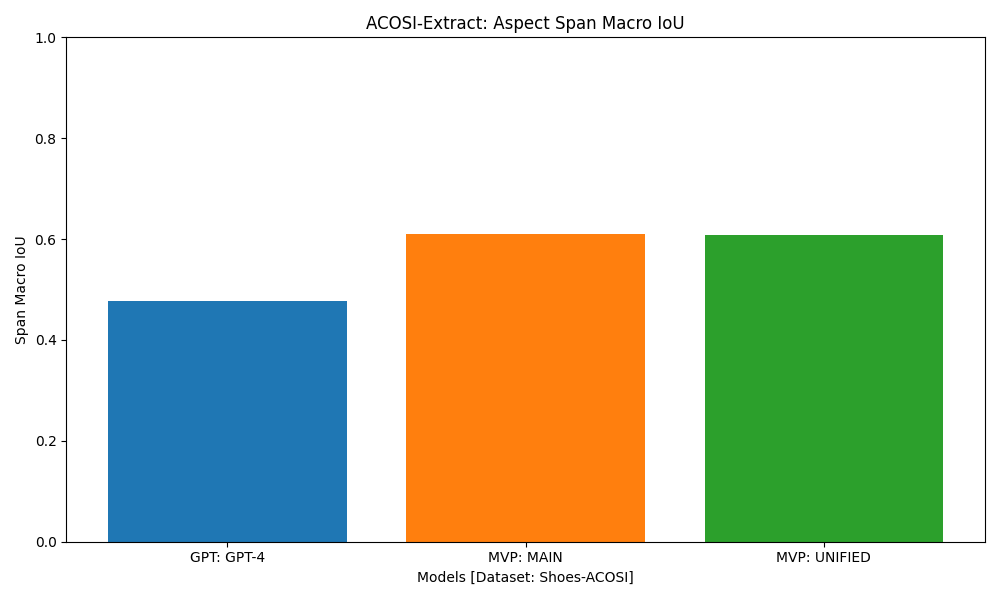 ACOSI-Extract: Aspect Span Macro IoU
1.0
0.8
0.6
0.4
0.2
0.0
Span Macro IoU
GPT: GPT-4
MVP: MAIN
MVP: UNIFIED
Models [Dataset: Shoes-ACOSI]